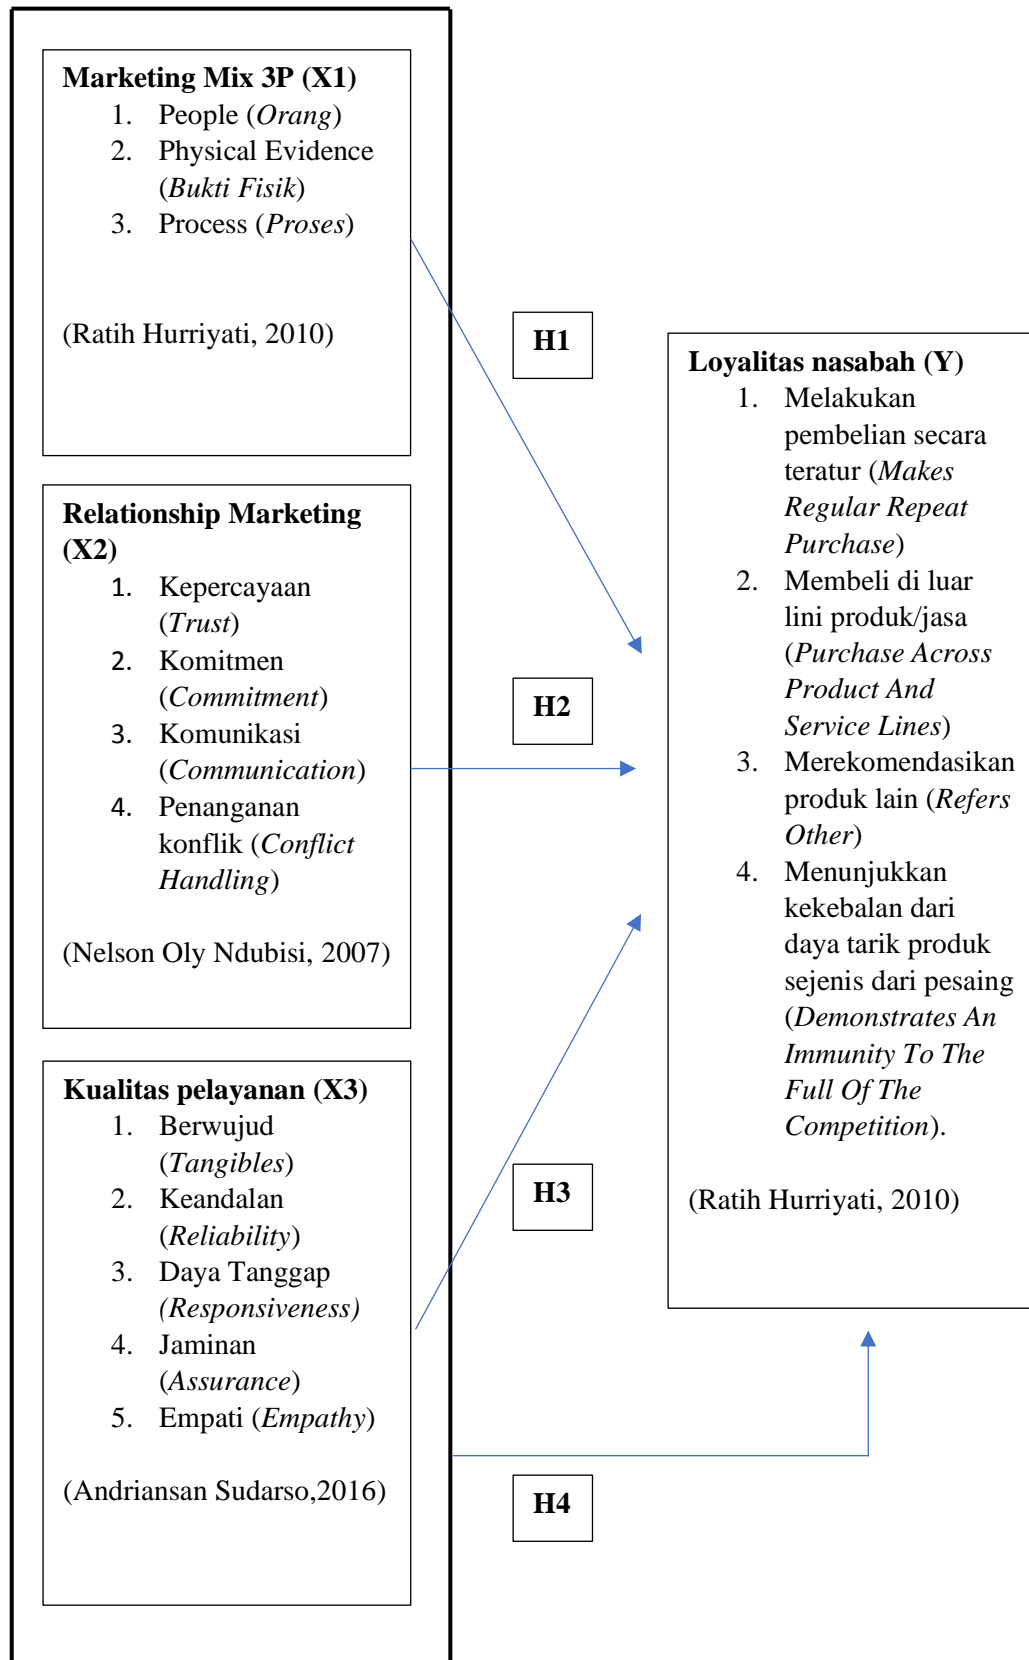 Marketing Mix 3P (X1)
1. People (Orang)
2. Physical Evidence
(Bukti Fisik)
3. Process (Proses)
(Ratih Hurriyati, 2010)
Relationship Marketing
(X2)
1. Kepercayaan
(Trust)
2. Komitmen
(Commitment)
3. Komunikasi
(Communication)
4. Penanganan
konflik (Conflict
Handling)
(Nelson Oly Ndubisi, 2007)
Kualitas pelayanan (X3)
1. Berwujud
(Tangibles)
2. Keandalan
(Reliability)
3. Daya Tanggap
(Responsiveness)
4. Jaminan
(Assurance)
5. Empati (Empathy)
(Andriansan Sudarso,2016)
H1
H2
H3
H4
Loyalitas nasabah (Y)
1. Melakukan
pembelian secara
teratur (Makes
Regular Repeat
Purchase)
2. Membeli di luar
lini produk/jasa
(Purchase Across
Product And
Service Lines)
3. Merekomendasikan
produk lain (Refers
Other)
4. Menunjukkan
kekebalan dari
daya tarik produk
sejenis dari pesaing
(Demonstrates An
Immunity To The
Full Of The
Competition).
(Ratih Hurriyati, 2010)